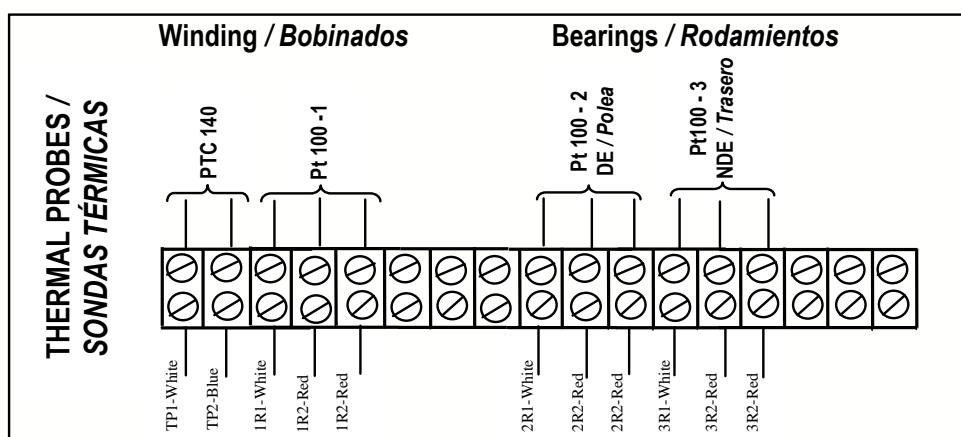 Winding / Bobinados
Bearings / Rodamientos
THERMAL PROBES /
SONDAS TÉRMICAS
PTC 140
Pt 100 -1
Pt 100 - 2
DE / Polea
Pt100 - 3
NDE / Trasero
TP1-White
TP2-Blue
1R1-White
1R2-Red
1R2-Red
2R1-White
2R2-Red
2R2-Red
3R1-White
3R2-Red
3R2-Red